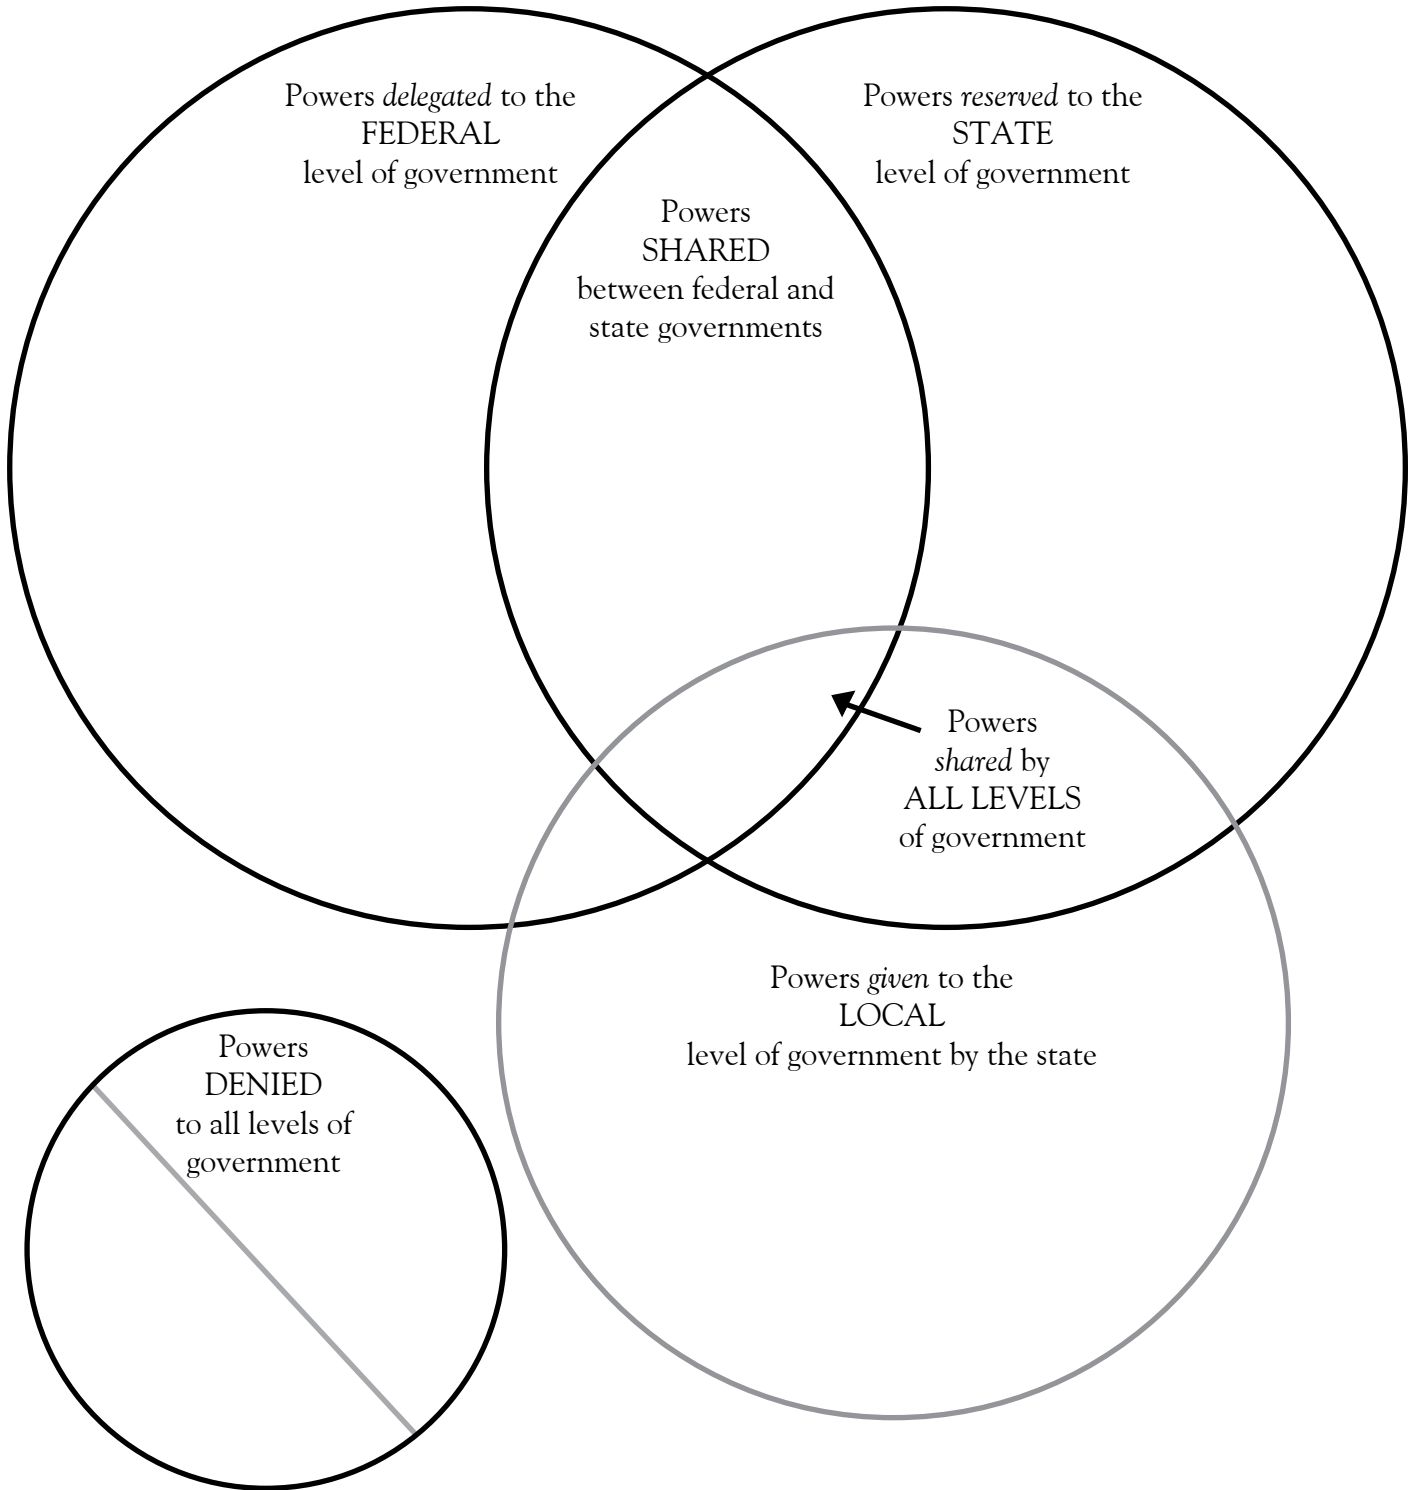 Powers delegated to the
FEDERAL
level of government
Powers reserved to the
STATE
level of government
Powers
SHARED
between federal and
state governments
Powers
shared by
ALL LEVELS
of government
Powers given to the
LOCAL
level of government by the state
Powers
DENIED
to all levels of
government